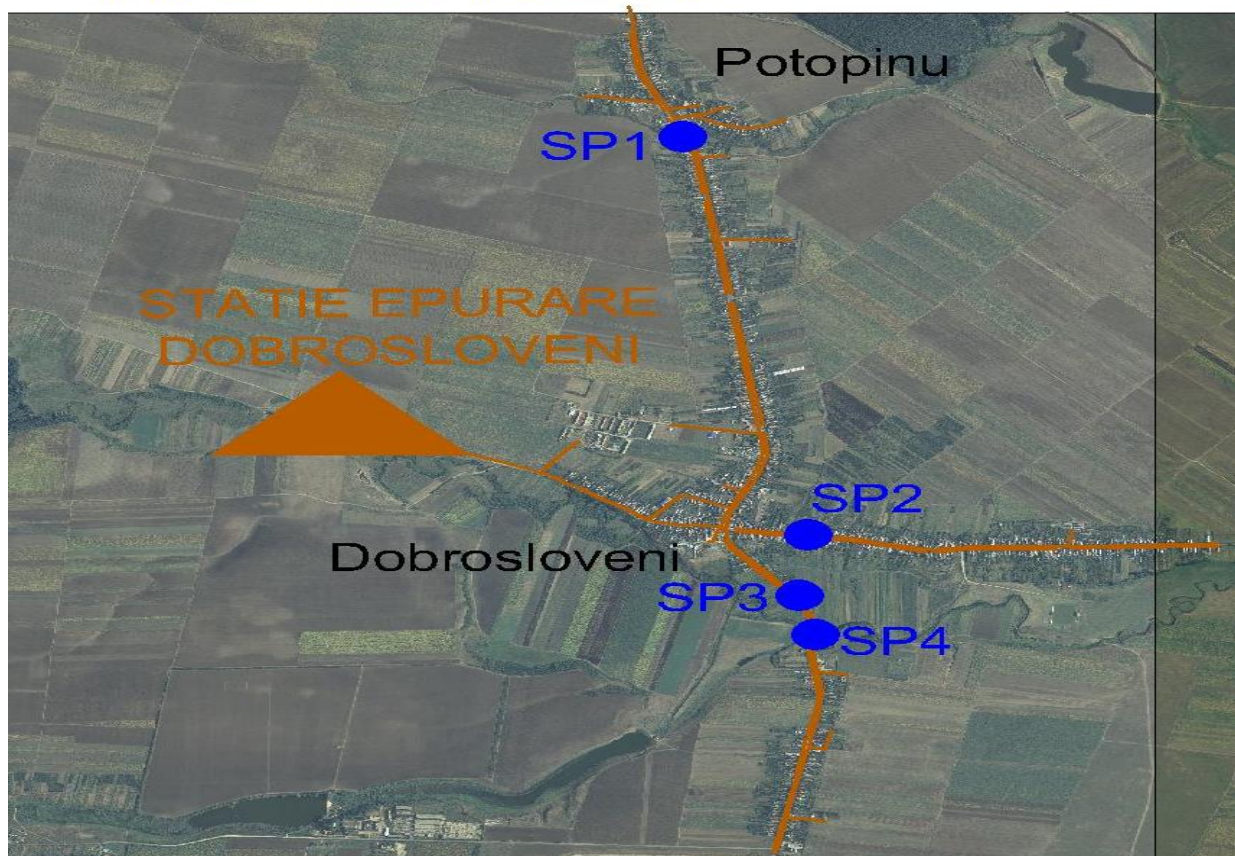 Potopinu
SP1
STATIE EPURARE
DOBROSLOVENI
SP2
Dobrosloveni
SP3
SP4